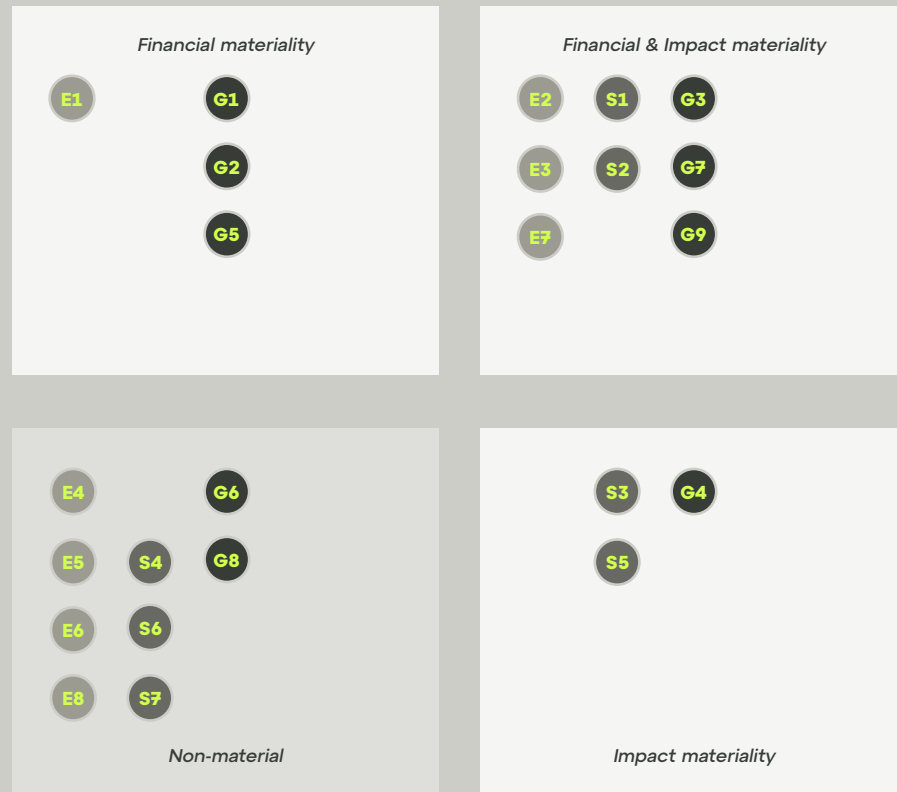 Financial materiality
E1 G1
G2
G5
Financial & Impact materiality
E2 S1 G3
E3 S2 G7
E7 G9
E4 G6
E5 S4 G8
E6 S6
E8 S7
Non-material
S3 G4
S5
Impact materiality